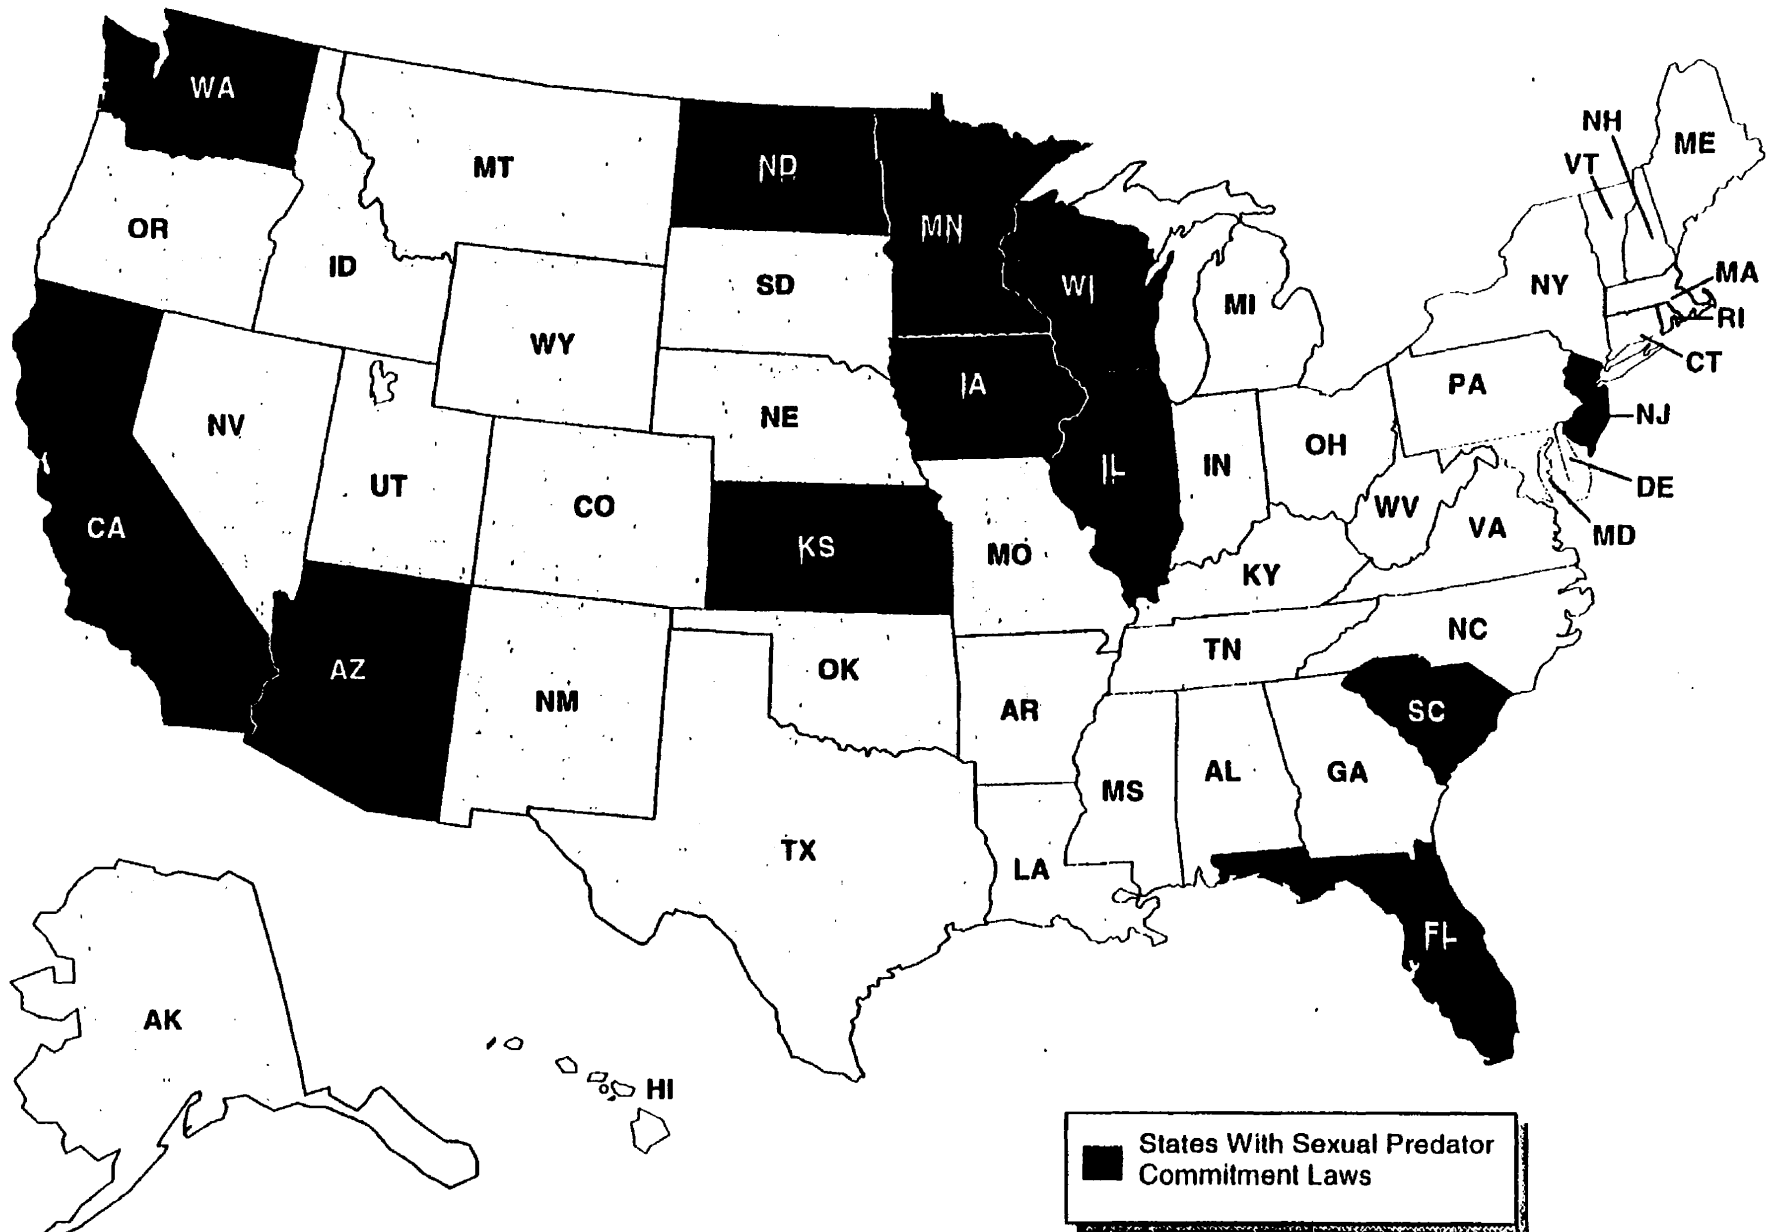 WA
MT
ND
MN
OR
ID
SD
WI
MI
NH
VT
ME
NY
MA
RI
CT
WY
IA
PA
NJ
NV
NE
IL
IN
OH
DE
UT
CO
CA
KS
MO
WV
VA
MD
KY
NC
TN
AZ
NM
OK
AR
SC
MS
AL
GA
TX
LA
FL
AK
HI
States With Sexual Predator
Commitment Laws